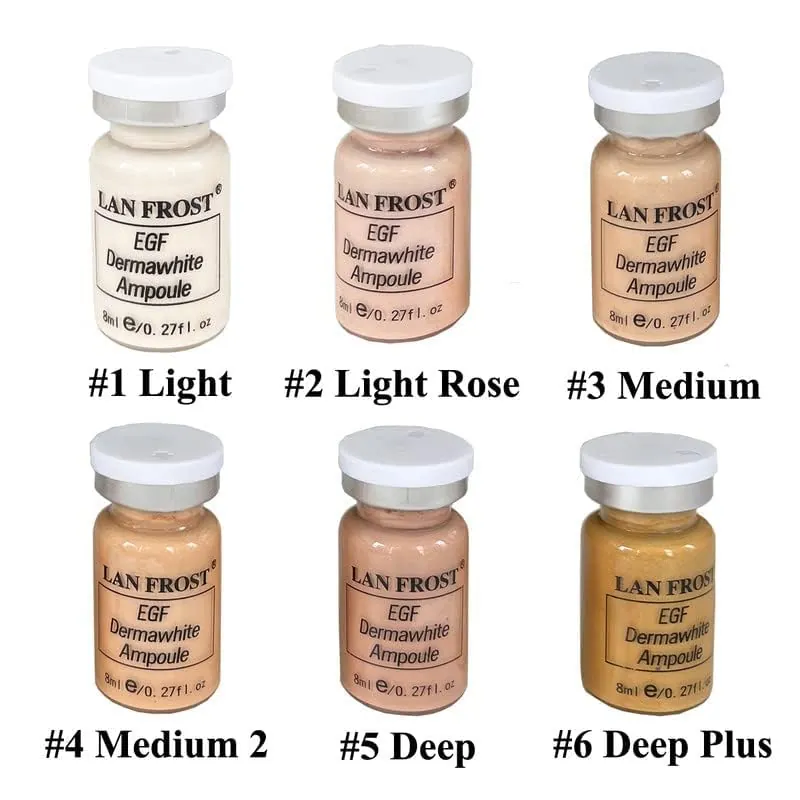 LAN FROST®
EGF
Dermawhite
Ampoule
8ml e/0. 27fl. oz
#1 Light
LAN FROST®
EGF
Dermawhite
Ampoule
8ml e/0. 27fl. oz
#2 Light Rose
LAN FROST®
EGF
Dermawhite
Ampoule
8ml e/0. 27fl. oz
#3 Medium
LAN FROST®
EGF
Dermawhite
Ampoule
8ml e/0. 27fl. oz
#4 Medium 2
LAN FROST®
EGF
Dermawhite
Ampoule
8ml e/0. 27fl. oz
#5 Deep
LAN FROST
EGF
Dermawhite
Ampoule
8ml e/0. 27fl. oz
#6 Deep Plus